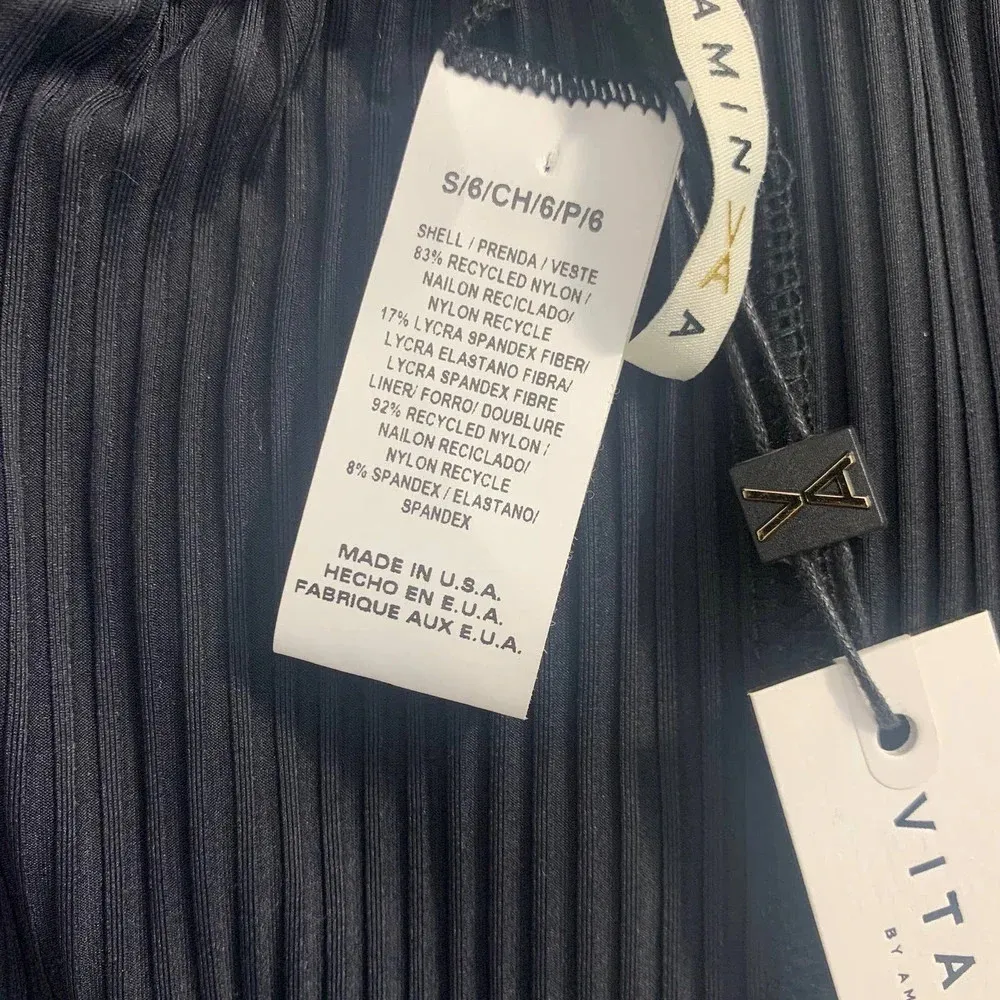 S/6/CH/6/P/6
SHELL / PRENDA / VESTE
83% RECYCLED NYLON /
NAILON RECICLADO/
NYLON RECYCLE
17% LYCRA SPANDEX FIBER/
LYCRA ELASTANO FIBRA/
LYCRA SPANDEX FIBRE
LINER/ FORRO/ DOUBLURE
92% RECYCLED NYLON /
NAILON RECICLADO/
NYLON RECYCLE
8% SPANDEX / ELASTANO/
SPANDEX
MADE IN U.S.A.
HECHO EN E.U.A.
FABRIQUE AUX E.U.A.
AMIN VA A
VA
VITA
BY AM